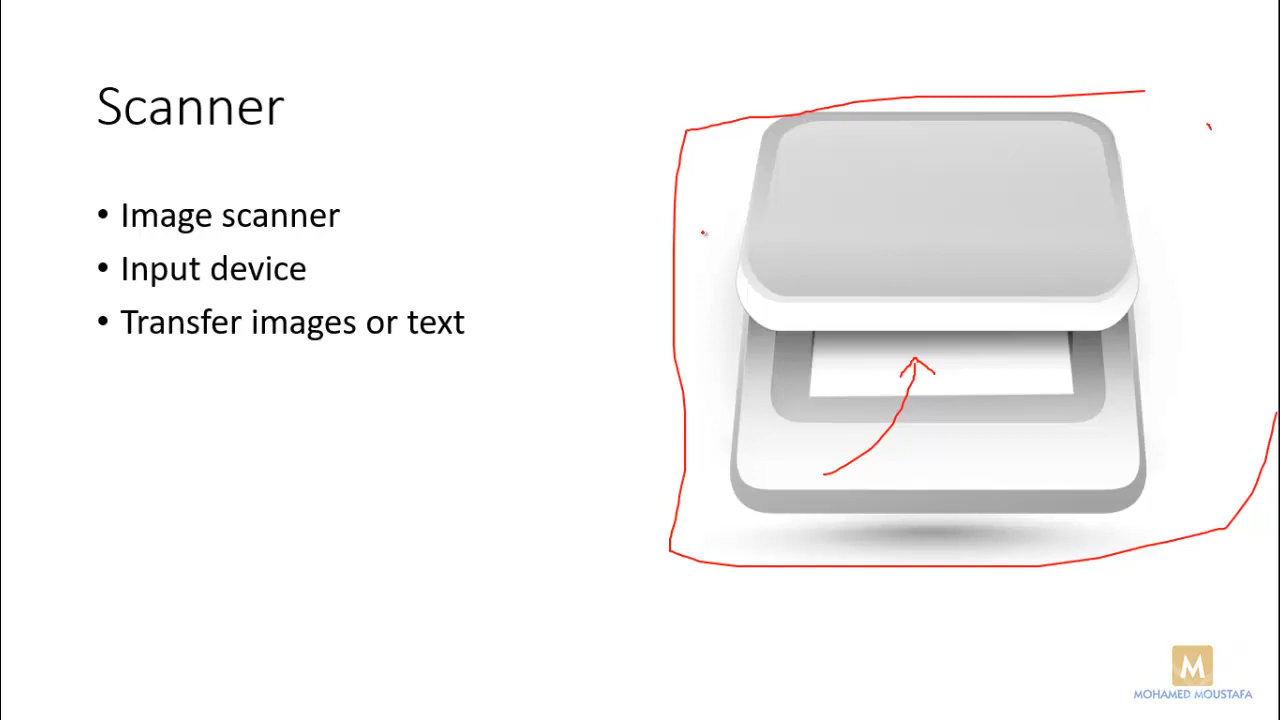 Scanner
• Image scanner
• Input device
• Transfer images or text
M
MOHAMED MOUSTAFA